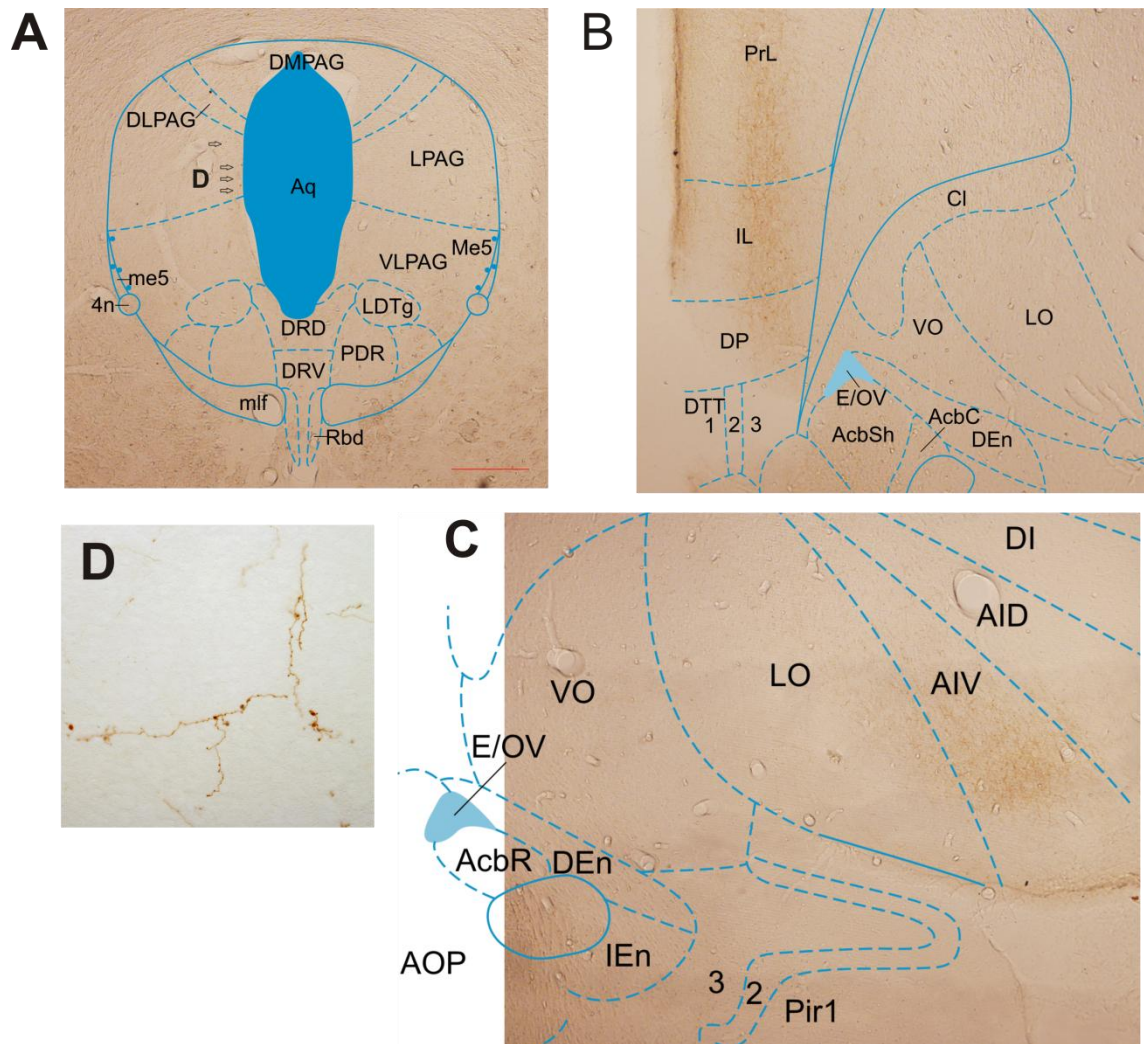 A
DMPAG
DLPAG
LPAG
D
Aq
VLPAG
Me5
me5
4n
LDTg
DRD
PDR
DRV
mlf
Rbd
B
PrL
IL
Cl
DP
VO
LO
E/OV
DTT
1 2 3
AcbSh
AcbC
DEn
D
C
DI
AID
LO
AIV
VO
E/OV
AcbR
DEn
AOP
IEn
3
2
Pir1